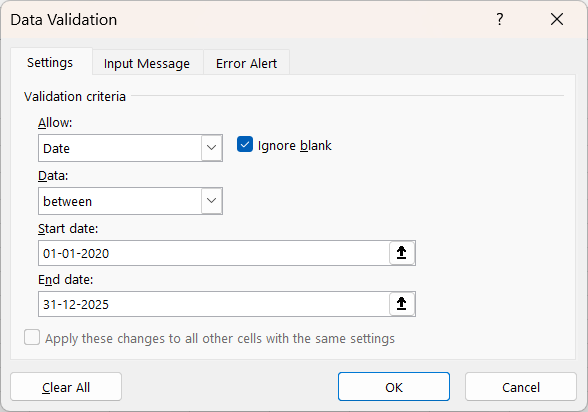 Data Validation ?
Settings Input Message Error Alert
Validation criteria
Allow:
Date Ignore blank
Data:
between
Start date:
01-01-2020
End date:
31-12-2025
Apply these changes to all other cells with the same settings
Clear All OK Cancel